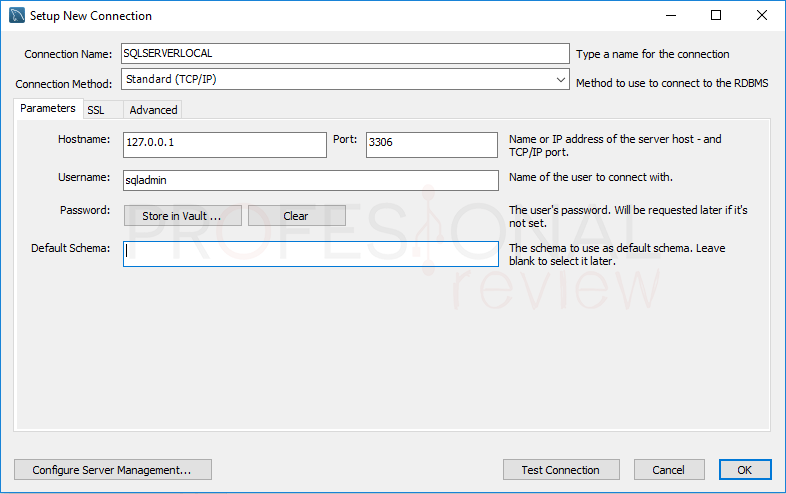 Setup New Connection
Connection Name: SQLSERVERLOCAL Type a name for the connection
Connection Method: Standard (TCP/IP) Method to use to connect to the RDBMS
Parameters SSL Advanced
Hostname: 127.0.0.1 Port: 3306 Name or IP address of the server host - and
TCP/IP port.
Username: sqladmin Name of the user to connect with.
Password: Store in Vault ... Clear The user's password. Will be requested later if it's
not set.
PROFESIONAL
review
Default Schema: The schema to use as default schema. Leave
blank to select it later.
Configure Server Management... Test Connection Cancel OK